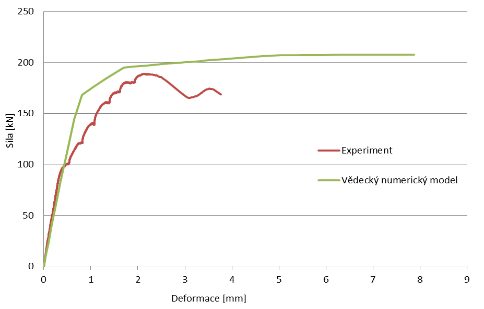 250
200
150
100
50
0
Síla [kN]
Experiment
Vědecký numerický model
0 1 2 3 4 5 6 7 8 9
Deformace [mm]